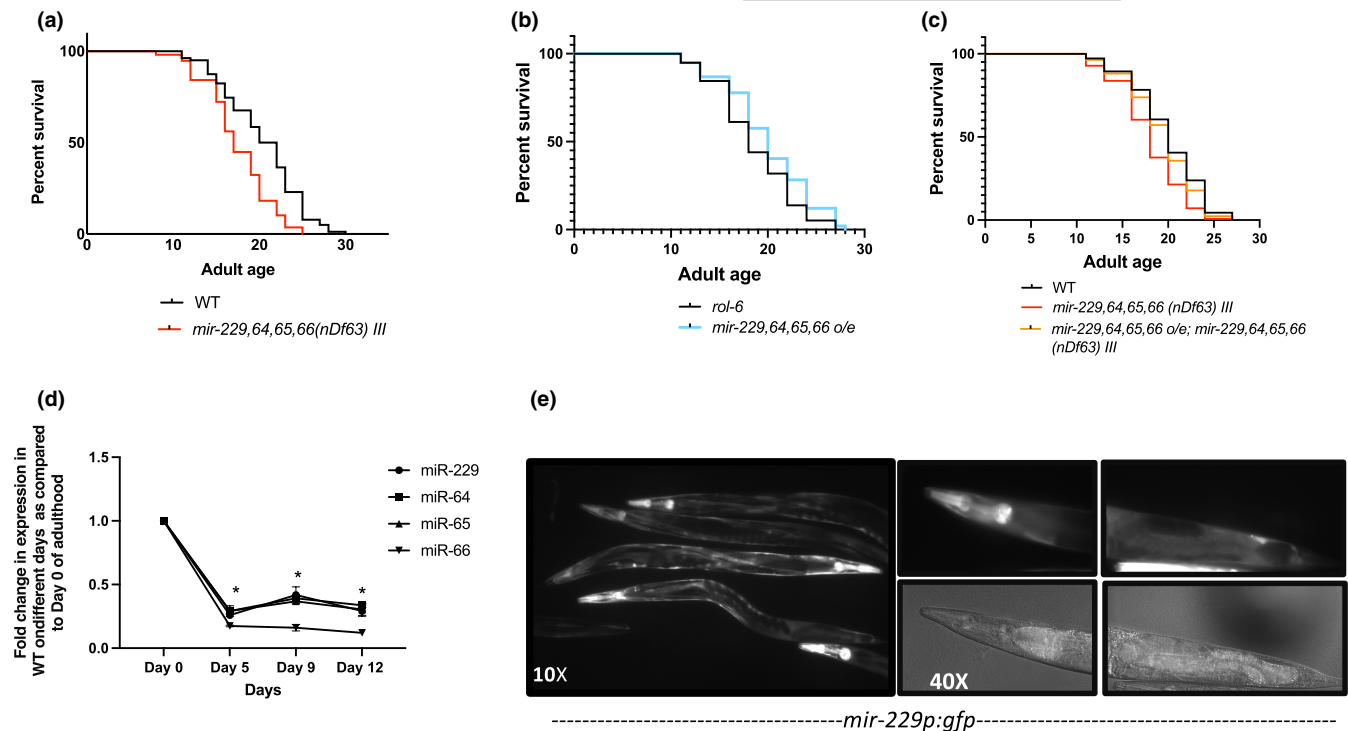 (a)
Percent survival
100
50
0
0 10 20 30
Adult age
WT
mir-229,64,65,66(nDf63) III
(b)
Percent survival
100
50
0
0 10 20 30
Adult age
rol-6
mir-229,64,65,66 o/e
(c)
Percent survival
100
50
0
0 5 10 15 20 25 30
Adult age
WT
mir-229,64,65,66 (nDf63) III
mir-229,64,65,66 o/e; mir-229,64,65,66
(nDf63) III
(d)
Fold change in expression in
WT ondifferent days as compared
to Day 0 of adulthood
1.5
1.0
0.5
0.0
* * *
Day 0 Day 5 Day 9 Day 12
Days
miR-229
miR-64
miR-65
miR-66
(e)
10X
40X
-------------------------------------mir-229p:gfp---------------------------------------------